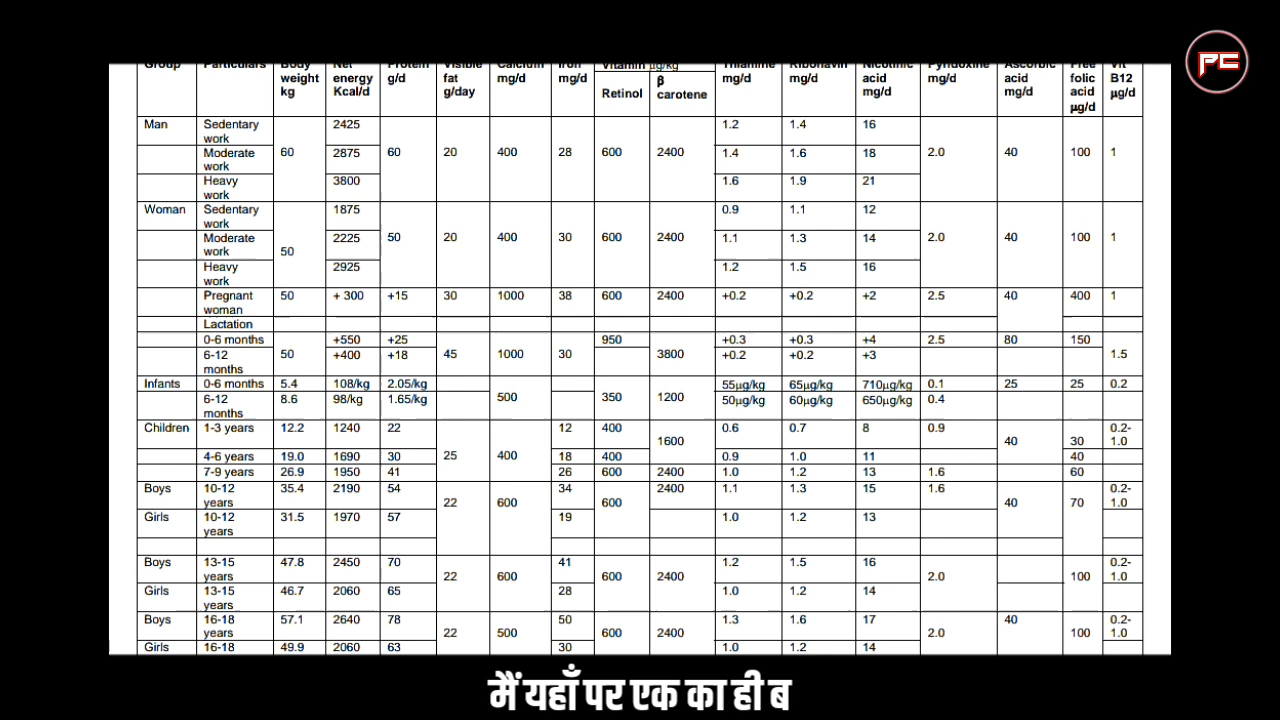 PC
Group Particulars Body weight kg Net energy Kcal/d Protein g/d Visible fat g/day Calcium mg/d Iron mg/d Vitamin μg/kg Retinol β carotene Thiamine mg/d Riboflavin mg/d Nicotinic acid mg/d Pyridoxine mg/d Ascorbic acid mg/d Free folic acid μg/d Vit B12 μg/d
Man Sedentary work 60 2425 60 20 400 28 600 2400 1.2 1.4 16 2.0 40 100 1
Moderate work 2875 1.4 1.6 18
Heavy work 3800 1.6 1.9 21
Woman Sedentary work 50 1875 50 20 400 30 600 2400 0.9 1.1 12 2.0 40 100 1
Moderate work 2225 1.1 1.3 14
Heavy work 2925 1.2 1.5 16
Pregnant woman 50 + 300 +15 30 1000 38 600 2400 +0.2 +0.2 +2 2.5 40 400 1
Lactation
0-6 months 50 +550 +25 45 1000 30 950 3800 +0.3 +0.3 +4 2.5 80 150 1.5
6-12 months +400 +18 +0.2 +0.2 +3
Infants 0-6 months 5.4 108/kg 2.05/kg 500 350 1200 55μg/kg 65μg/kg 710μg/kg 0.1 25 25 0.2
6-12 months 8.6 98/kg 1.65/kg 50μg/kg 60μg/kg 650μg/kg 0.4
Children 1-3 years 12.2 1240 22 25 400 12 400 1600 0.6 0.7 8 0.9 40 30 0.2-1.0
4-6 years 19.0 1690 30 18 400 0.9 1.0 11 40
7-9 years 26.9 1950 41 26 600 2400 1.0 1.2 13 1.6 60
Boys 10-12 years 35.4 2190 54 22 600 34 600 2400 1.1 1.3 15 1.6 40 70 0.2-1.0
Girls 10-12 years 31.5 1970 57 19 1.0 1.2 13
Boys 13-15 years 47.8 2450 70 22 600 41 600 2400 1.2 1.5 16 2.0 100 0.2-1.0
Girls 13-15 years 46.7 2060 65 28 1.0 1.2 14
Boys 16-18 years 57.1 2640 78 22 500 50 600 2400 1.3 1.6 17 2.0 40 100 0.2-1.0
Girls 16-18 49.9 2060 63 30 1.0 1.2 14
मैं यहाँ पर एक का ही ब